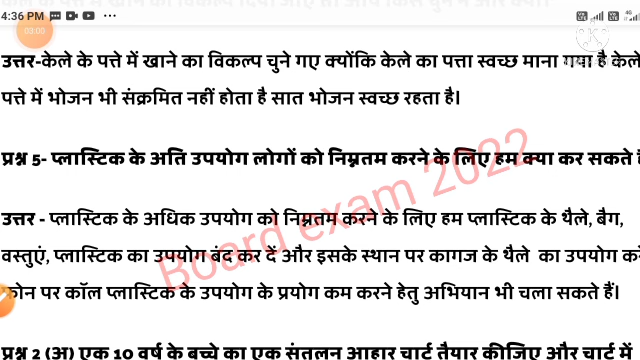 4:36 PM
03:00
उत्तर-केले के पत्ते में खाने का विकल्प चुने गए क्योंकि केले का पत्ता स्वच्छ माना गया है केले
पत्ते में भोजन भी संक्रमित नहीं होता है सात भोजन स्वच्छ रहता है।
प्रश्न 5- प्लास्टिक के अति उपयोग लोगों को निम्नतम करने के लिए हम क्या कर सकते
Board exam 2022
उत्तर - प्लास्टिक के अधिक उपयोग को निम्नतम करने के लिए हम प्लास्टिक के थैले, बैग,
वस्तुएं, प्लास्टिक का उपयोग बंद कर दें और इसके स्थान पर कागज के थैले का उपयोग करें
फोन पर कॉल प्लास्टिक के उपयोग के प्रयोग कम करने हेतु अभियान भी चला सकते हैं।
प्रश्न 2 (अ) एक 10 वर्ष के बच्चे का एक संतुलन आहार चार्ट तैयार कीजिए और चार्ट में